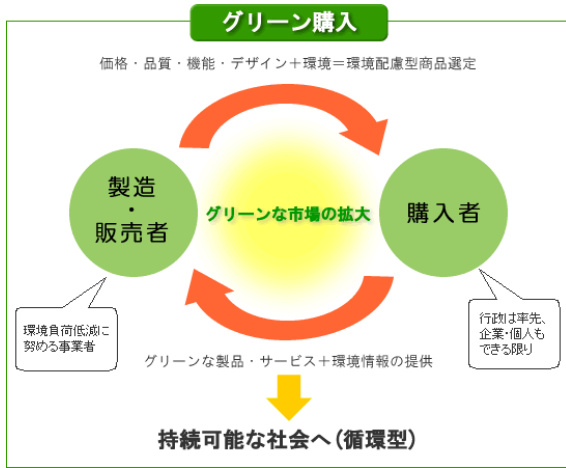 グリーン購入
価格・品質・機能・デザイン＋環境＝環境配慮型商品選定
製造
・
販売者
グリーンな市場の拡大
購入者
環境負荷低減に
努める事業者
行政は率先、
企業・個人も
できる限り
グリーンな製品・サービス＋環境情報の提供
持続可能な社会へ（循環型）